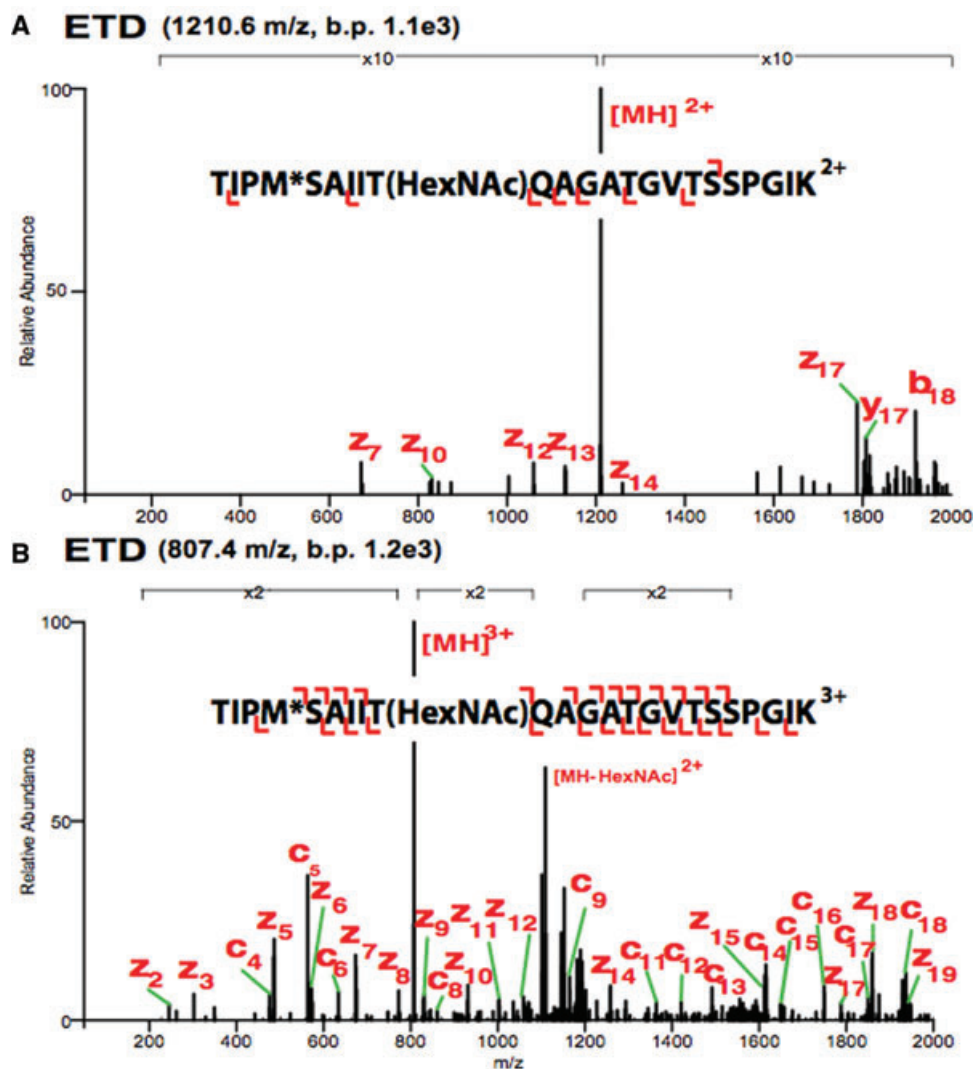 A ETD (1210.6 m/z, b.p. 1.1e3)
x10 x10
100
[MH] 2+
TIPM*SAIIT(HexNAc)QAGATGVTSSPGIK 2+
Relative Abundance
50
z17
b18
y17
z7 z10 z12 z13 z14
0
200 400 600 800 1000 1200 1400 1600 1800 2000
B ETD (807.4 m/z, b.p. 1.2e3)
x2 x2 x2
100
[MH]3+
TIPM*SAIIT(HexNAc)QAGATGVTSSPGIK 3+
[MH-HexNAc]2+
Relative Abundance
50
z2 z3 c4 z5 c5 z6 c6 z7 z8 z9 c8 z10 z11 z12 c9 z14 c11 c12 c13 z15 c14 c15 c16 z17 c17 z18 c18 z19
0
200 400 600 800 1000 1200 1400 1600 1800 2000
m/z